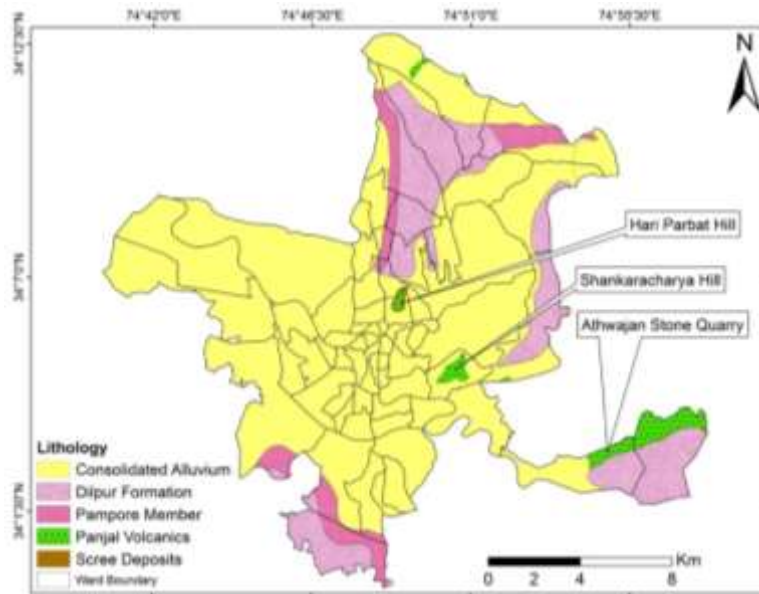 74°42'0"E 74°46'30"E 74°51'0"E 74°55'30"E
34°12'30"N
N
Hari Parbat Hill
34°7'0"N
Shankaracharya Hill
Athwajan Stone Quarry
Lithology
Consolidated Alluvium
Dilpur Formation
Pampore Member
Panjal Volcanics
Scree Deposits
Ward Boundary
34°1'30"N
Km
0 2 4 8